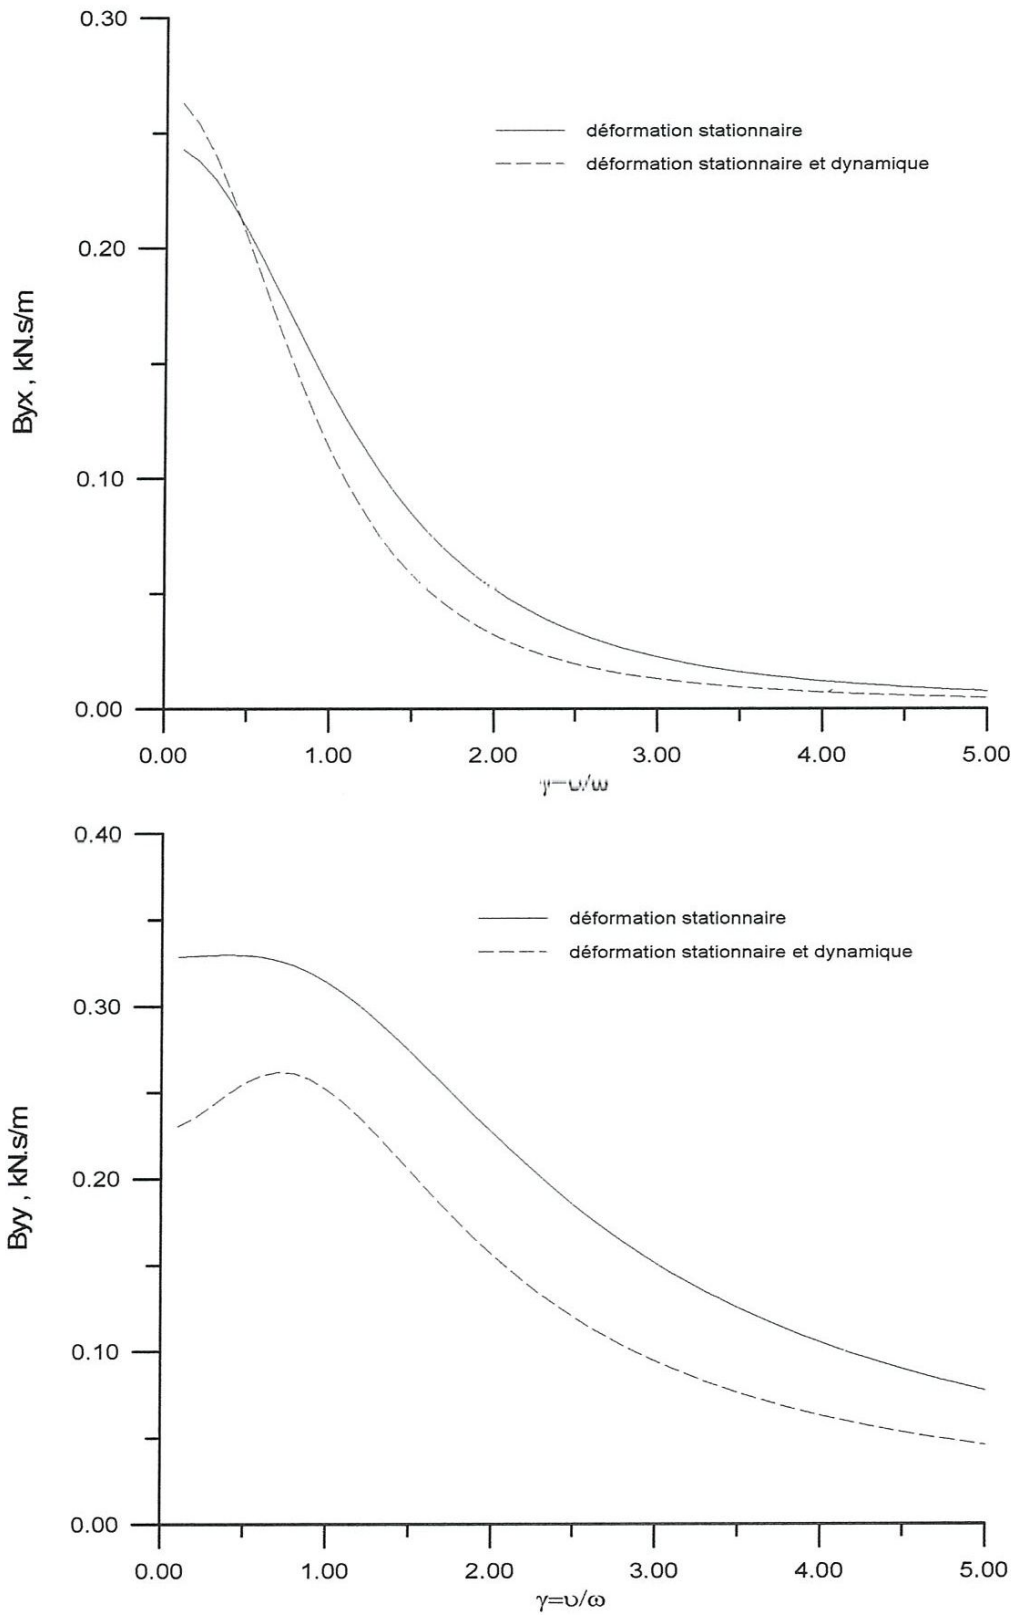 0.30
déformation stationnaire
déformation stationnaire et dynamique
0.20
Byx , kN.s/m
0.10
0.00
0.00 1.00 2.00 3.00 4.00 5.00
γ=υ/ω
0.40
déformation stationnaire
déformation stationnaire et dynamique
0.30
Byy , kN.s/m
0.20
0.10
0.00
0.00 1.00 2.00 3.00 4.00 5.00
γ=υ/ω